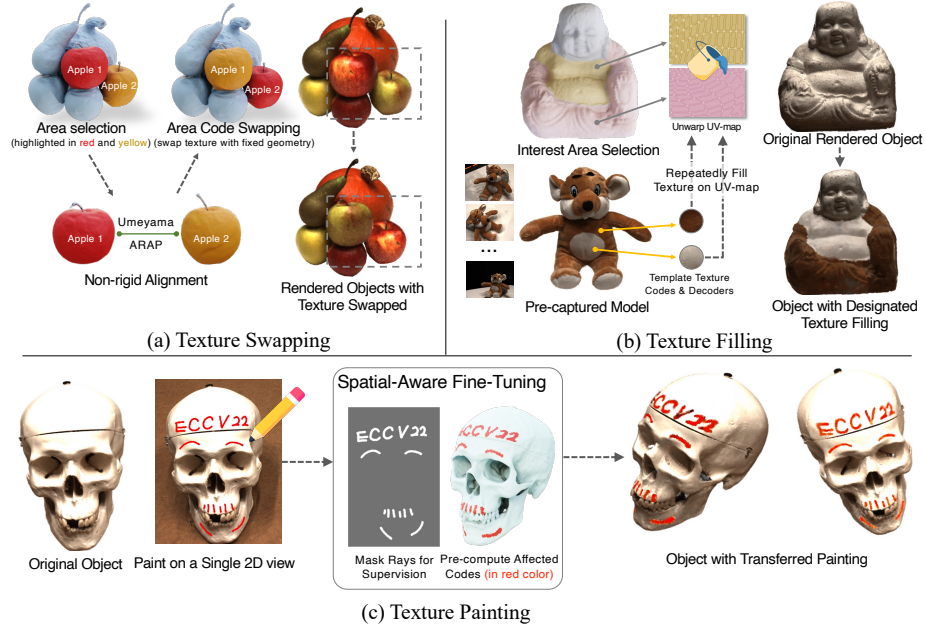 Apple 1
Apple 2
Area selection
(highlighted in red and yellow)
Apple 1
Apple 2
Area Code Swapping
(swap texture with fixed geometry)
Apple 1
Umeyama
ARAP
Apple 2
Non-rigid Alignment
Rendered Objects with
Texture Swapped
(a) Texture Swapping
Interest Area Selection
Unwarp UV-map
Original Rendered Object
Repeatedly Fill
Texture on UV-map
...
Pre-captured Model
Template Texture
Codes & Decoders
Object with Designated
Texture Filling
(b) Texture Filling
Original Object
ECCV22
Paint on a Single 2D view
Spatial-Aware Fine-Tuning
ECCV22
Mask Rays for
Supervision
ECCV22
Pre-compute Affected
Codes (in red color)
ECCV22
ECCV22
Object with Transferred Painting
(c) Texture Painting